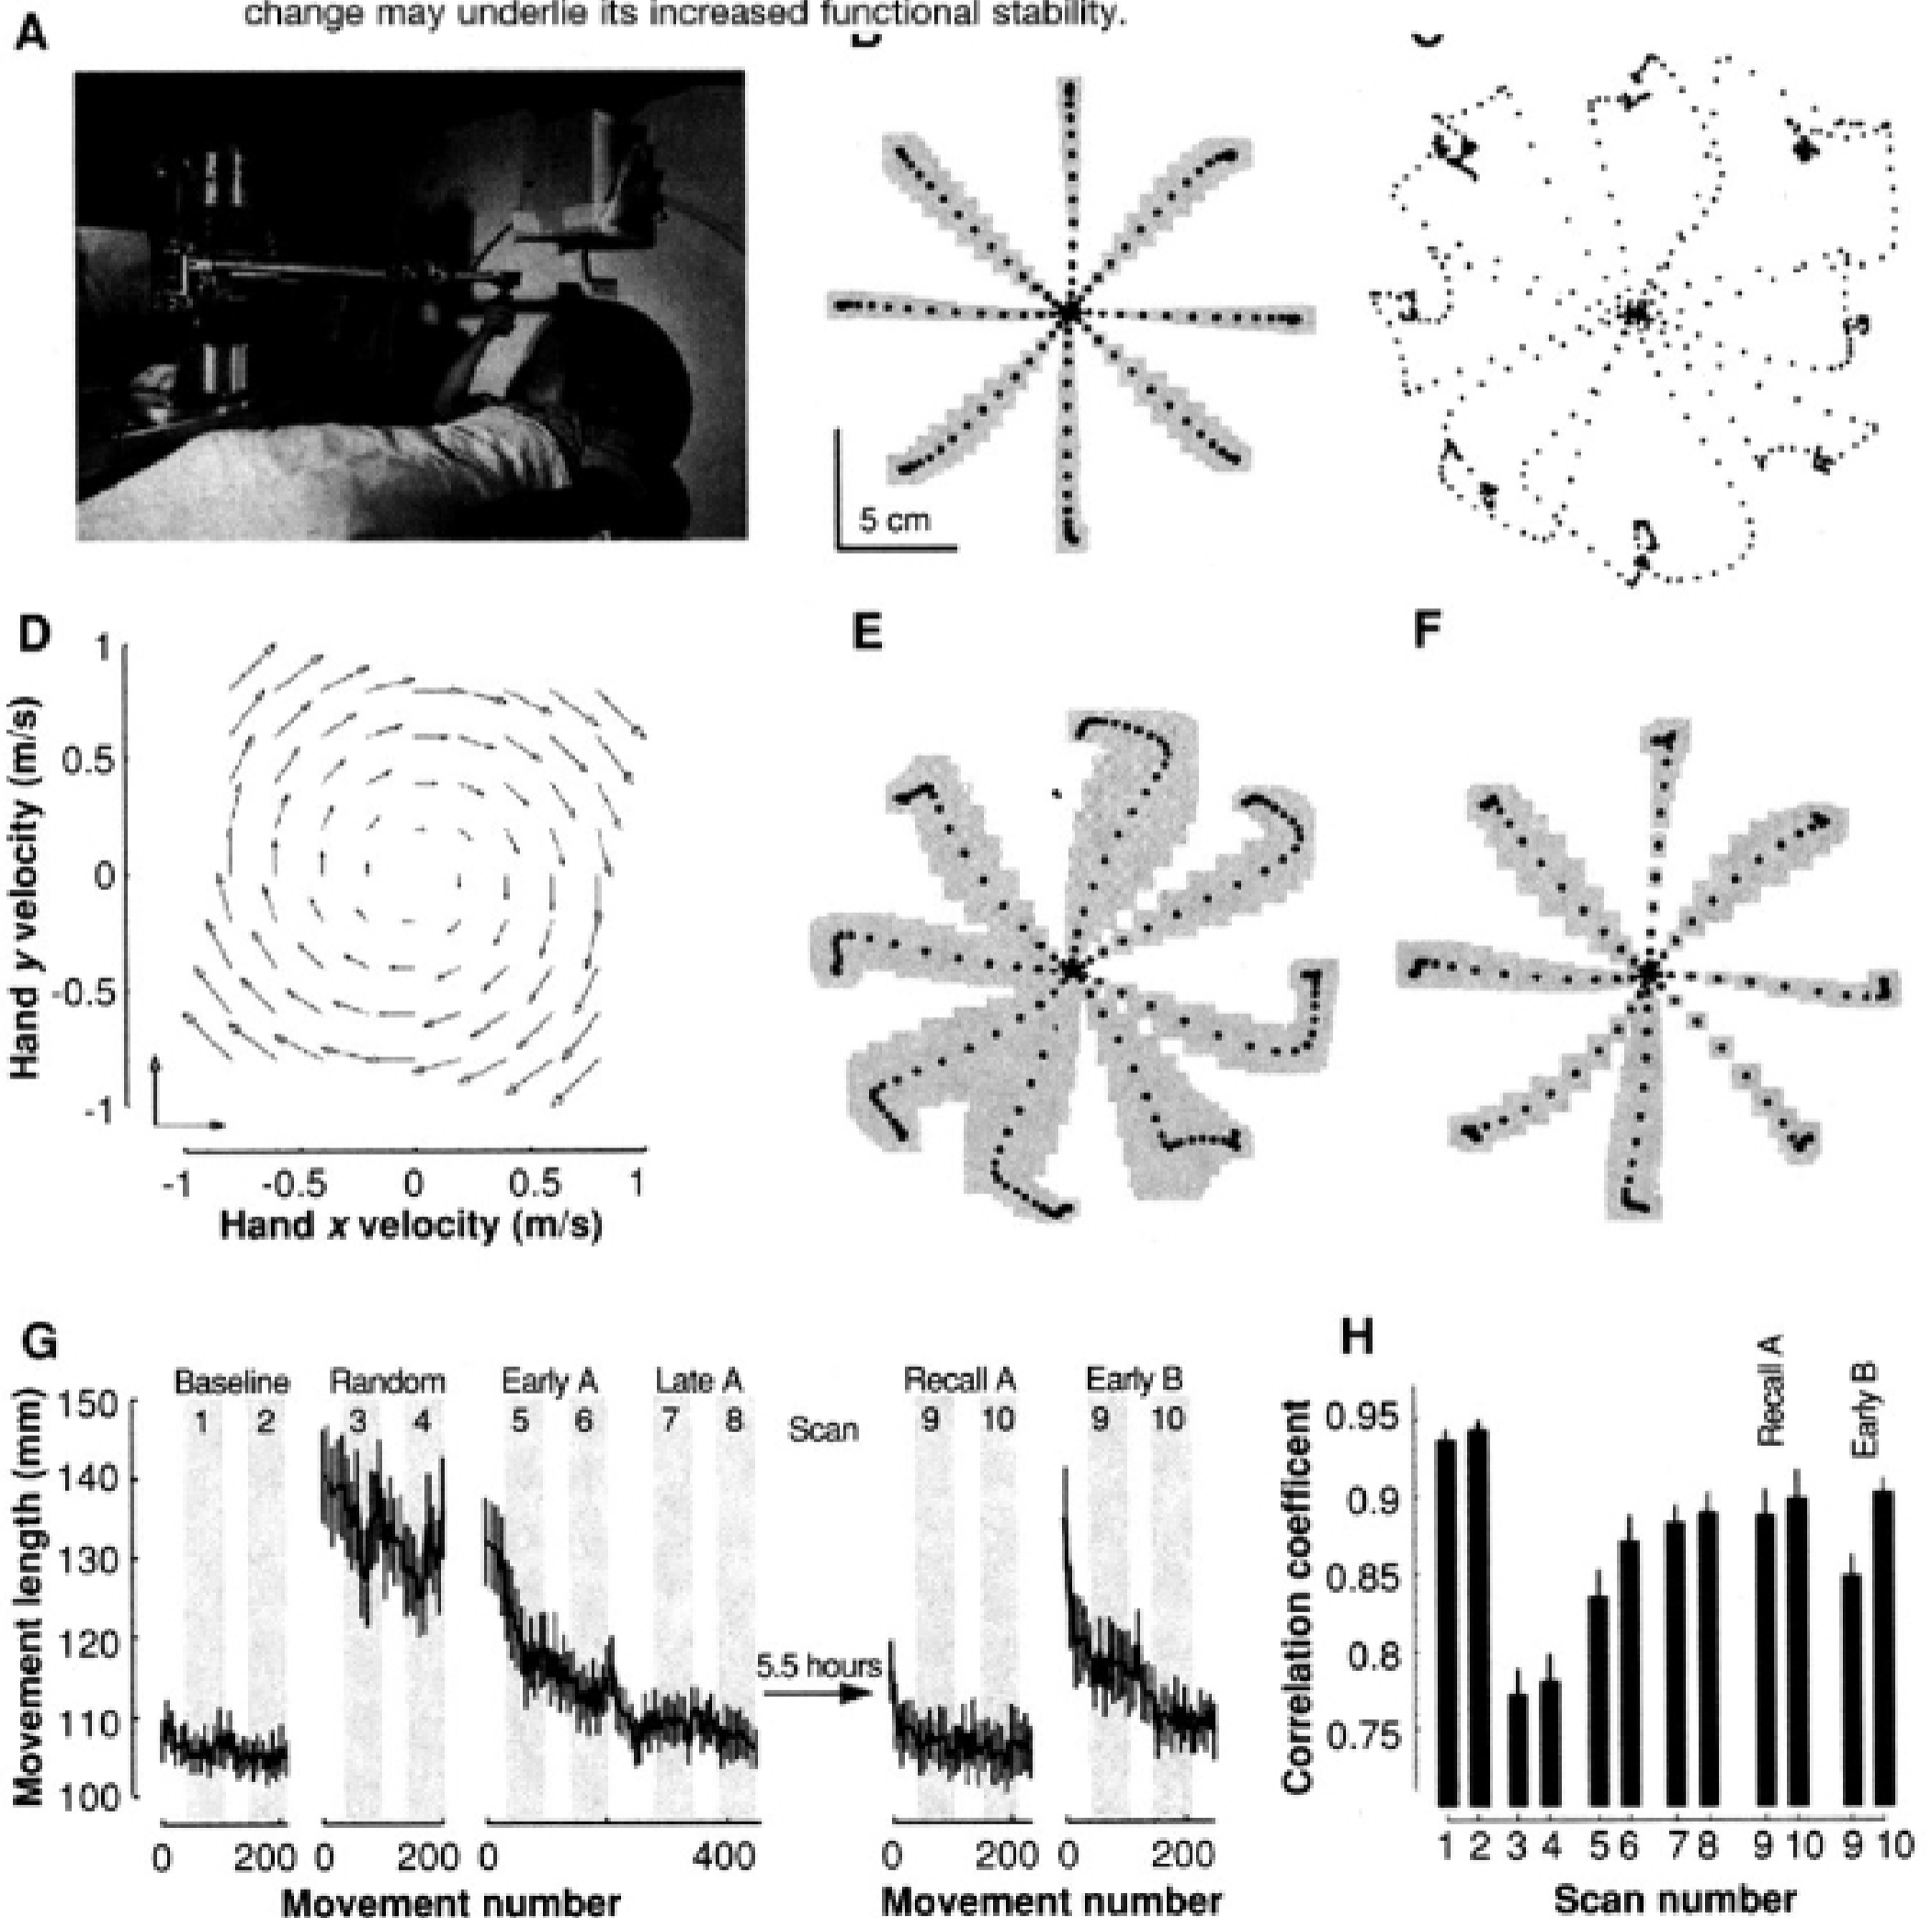 change may underlie its increased functional stability.
A
5 cm
D
E
F
1
0.5
0
-0.5
-1
Hand y velocity (m/s)
-1 -0.5 0 0.5 1
Hand x velocity (m/s)
G
H
Baseline Random Early A Late A Recall A Early B
1 2 3 4 5 6 7 8 Scan 9 10 9 10
150
140
130
120
110
100
Movement length (mm)
5.5 hours
0 200 0 200 0 400 0 200 0 200
Movement number Movement number
Recall A
Early B
0.95
0.9
0.85
0.8
0.75
Correlation coefficent
1 2 3 4 5 6 7 8 9 10 9 10
Scan number